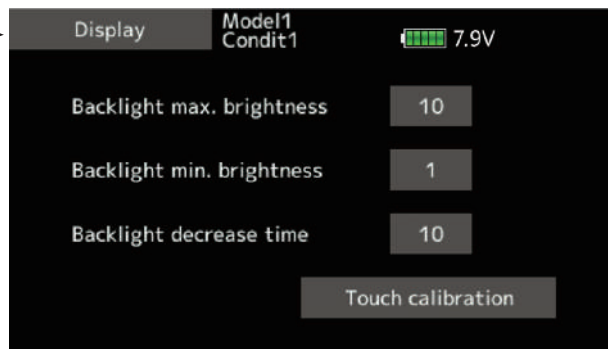 Display
Model1
Condit1
7.9V
Backlight max. brightness 10
Backlight min. brightness 1
Backlight decrease time 10
Touch calibration